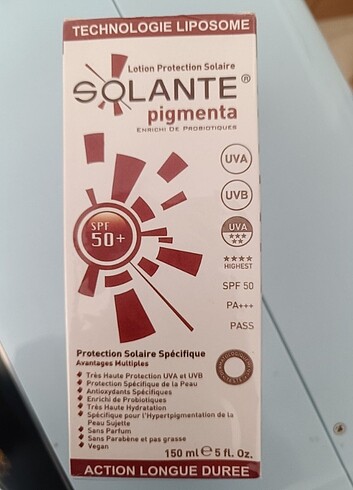 TECHNOLOGIE LIPOSOME
Lotion Protection Solaire
SOLANTE®
pigmenta
ENRICHI DE PROBIOTIQUES
UVA
UVB
SPF
50+
UVA
★★★
★★
★★★★
HIGHEST
SPF 50
PA+++
PASS
Protection Solaire Spécifique
Avantages Multiples
Très Haute Protection UVA et UVB
Protection Spécifique de la Peau
Antioxydants Spécifiques
Enrichi de Probiotiques
Très Haute Hydratation
Spécifique pour l'Hypertpigmentation de la
Peau Sujette
Sans Parfum
Sans Parabène et pas grasse
Vegan
150 ml ℮ 5 fl. Oz.
ACTION LONGUE DUREE